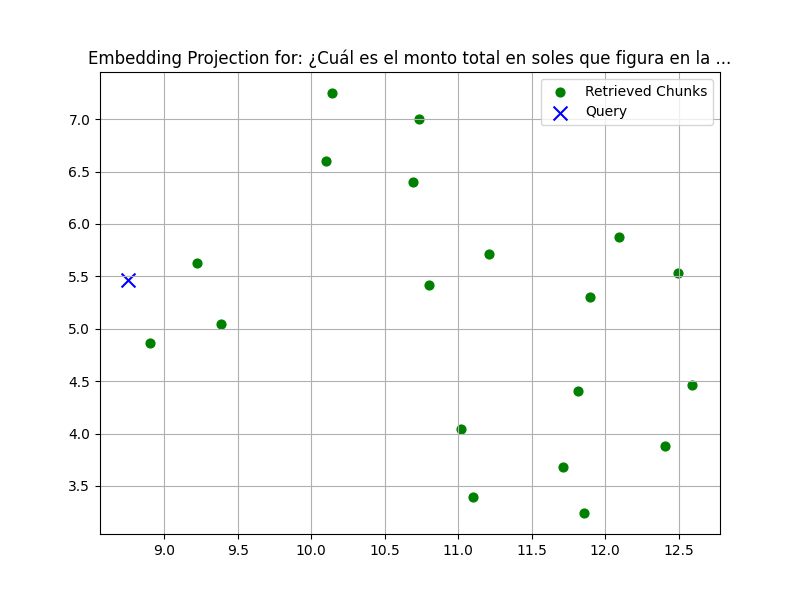 Embedding Projection for: ¿Cuál es el monto total en soles que figura en la ...
Retrieved Chunks
Query
7.0
6.5
6.0
5.5
5.0
4.5
4.0
3.5
9.0 9.5 10.0 10.5 11.0 11.5 12.0 12.5